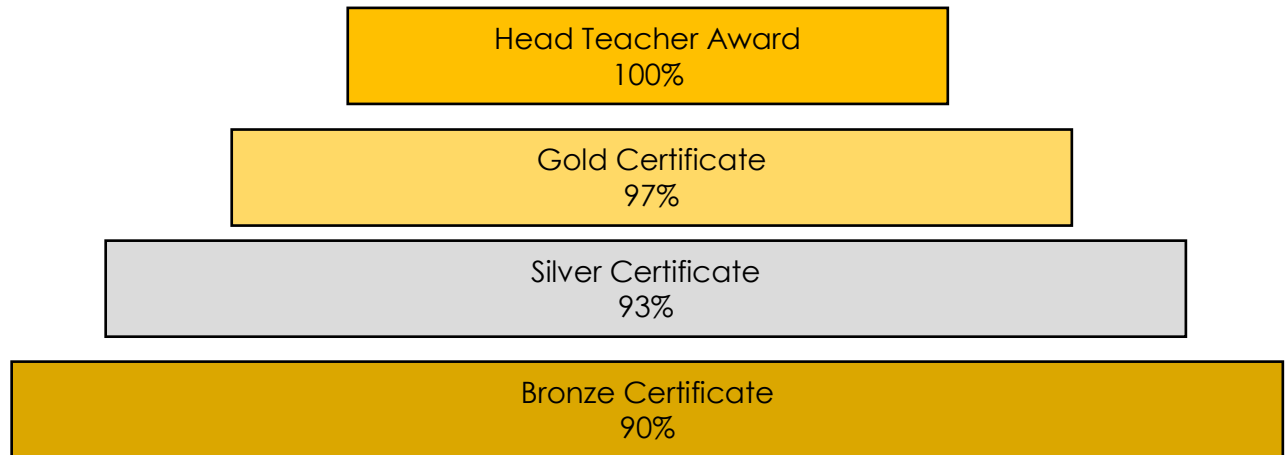 Head Teacher Award
100%
Gold Certificate
97%
Silver Certificate
93%
Bronze Certificate
90%